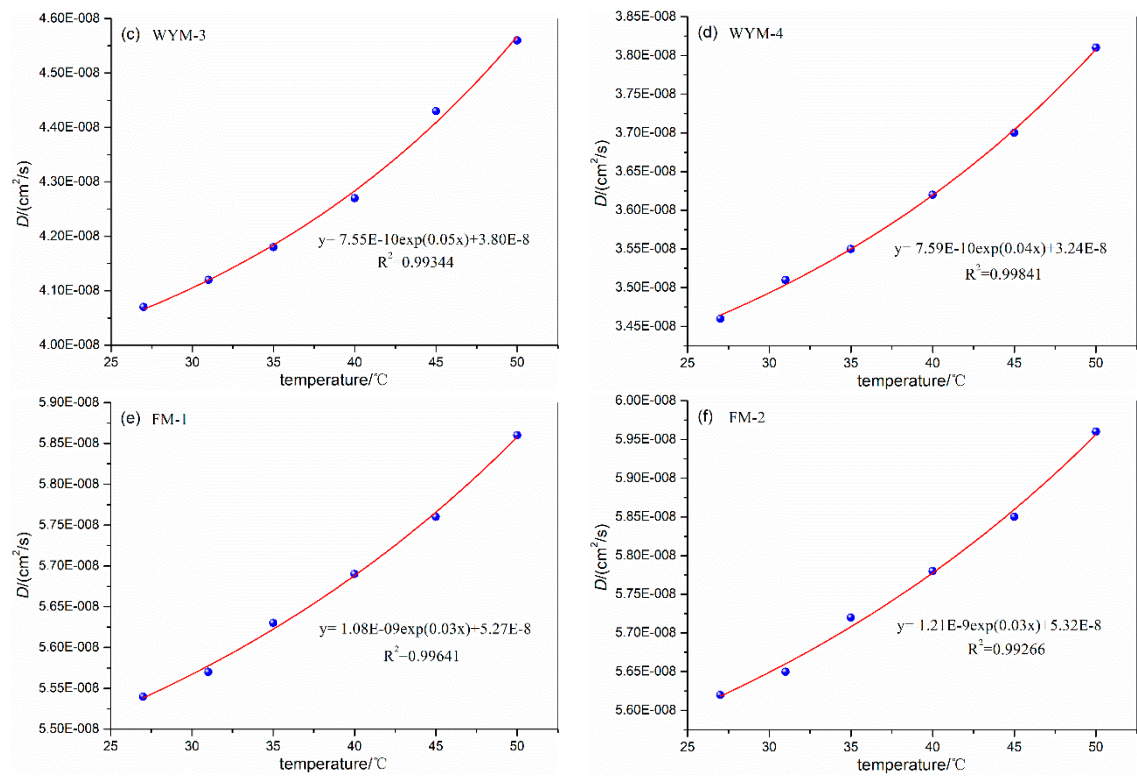 (c) WYM-3
D/(cm²/s)
4.60E-008
4.50E-008
4.40E-008
4.30E-008
4.20E-008
4.10E-008
4.00E-008
y= 7.55E-10exp(0.05x)+3.80E-8
R² 0.99344
25 30 35 40 45 50
temperature/℃
(d) WYM-4
D/(cm²/s)
3.85E-008
3.80E-008
3.75E-008
3.70E-008
3.65E-008
3.60E-008
3.55E-008
3.50E-008
3.45E-008
y= 7.59E-10exp(0.04x)+3.24E-8
R²=0.99841
25 30 35 40 45 50
temperature/℃
(e) FM-1
D/(cm²/s)
5.90E-008
5.85E-008
5.80E-008
5.75E-008
5.70E-008
5.65E-008
5.60E-008
5.55E-008
5.50E-008
y= 1.08E-09exp(0.03x)+5.27E-8
R²=0.99641
25 30 35 40 45 50
temperature/℃
(f) FM-2
D/(cm²/s)
6.00E-008
5.95E-008
5.90E-008
5.85E-008
5.80E-008
5.75E-008
5.70E-008
5.65E-008
5.60E-008
y= 1.21E-9exp(0.03x)+5.32E-8
R²=0.99266
25 30 35 40 45 50
temperature/℃